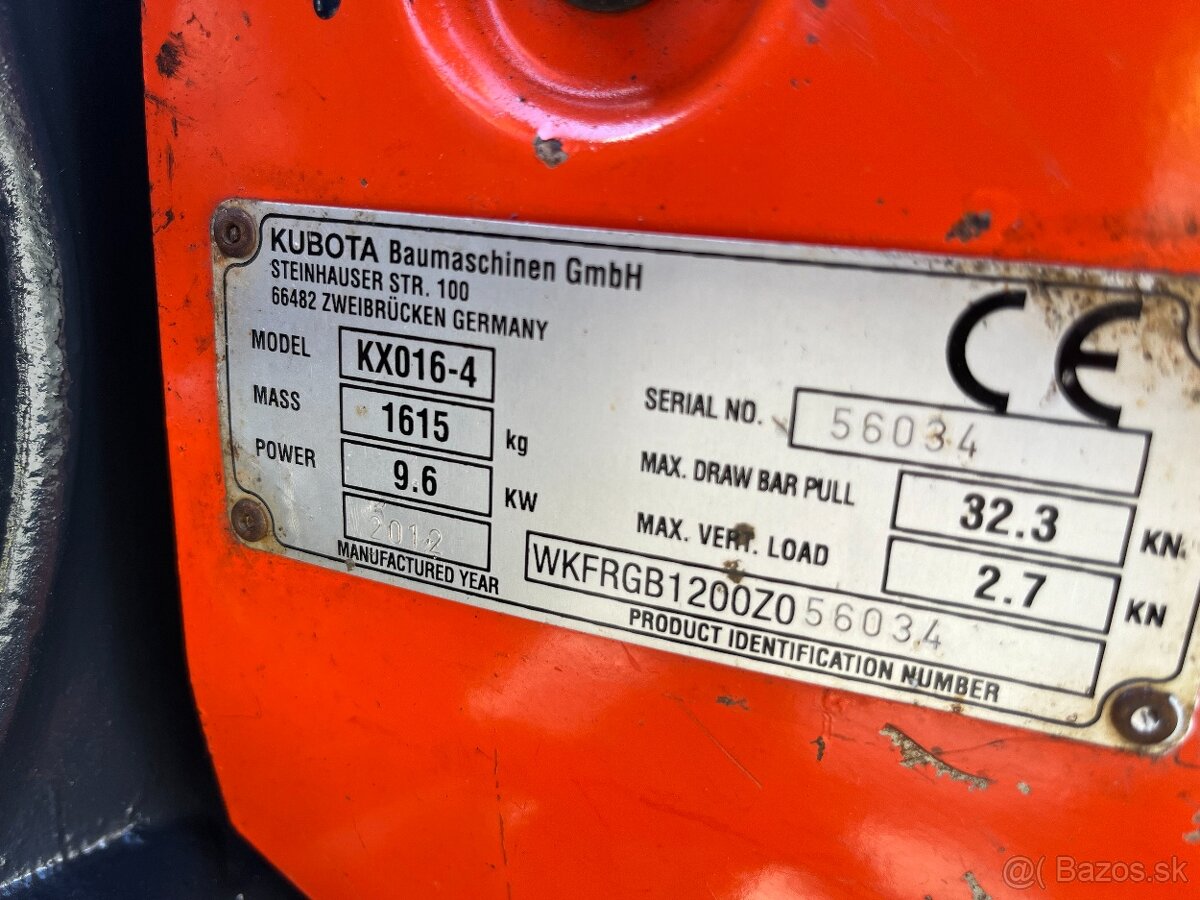 KUBOTA Baumaschinen GmbH
STEINHAUSER STR. 100
66482 ZWEIBRÜCKEN GERMANY
MODEL KX016-4
MASS 1615 kg
POWER 9.6 KW
2012
MANUFACTURED YEAR
CE
SERIAL NO. 56034
MAX. DRAW BAR PULL 32.3 KN
MAX. VERT. LOAD 2.7 KN
WKFRGB1200Z056034
PRODUCT IDENTIFICATION NUMBER
@( Bazos.sk